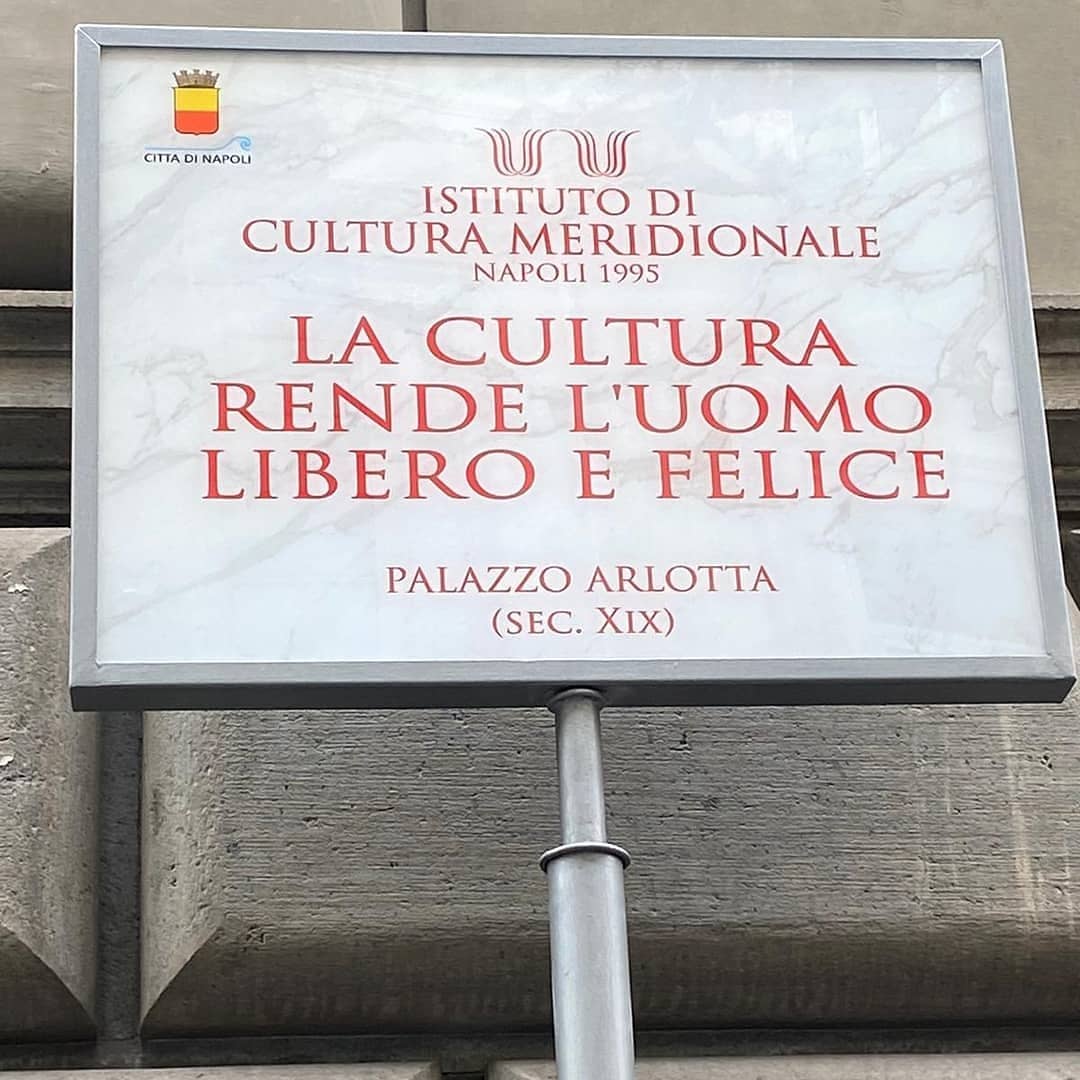 CITTA DI NAPOLI
ISTITUTO DI
CULTURA MERIDIONALE
NAPOLI 1995
LA CULTURA
RENDE L'UOMO
LIBERO E FELICE
PALAZZO ARLOTTA
(SEC. XIX)